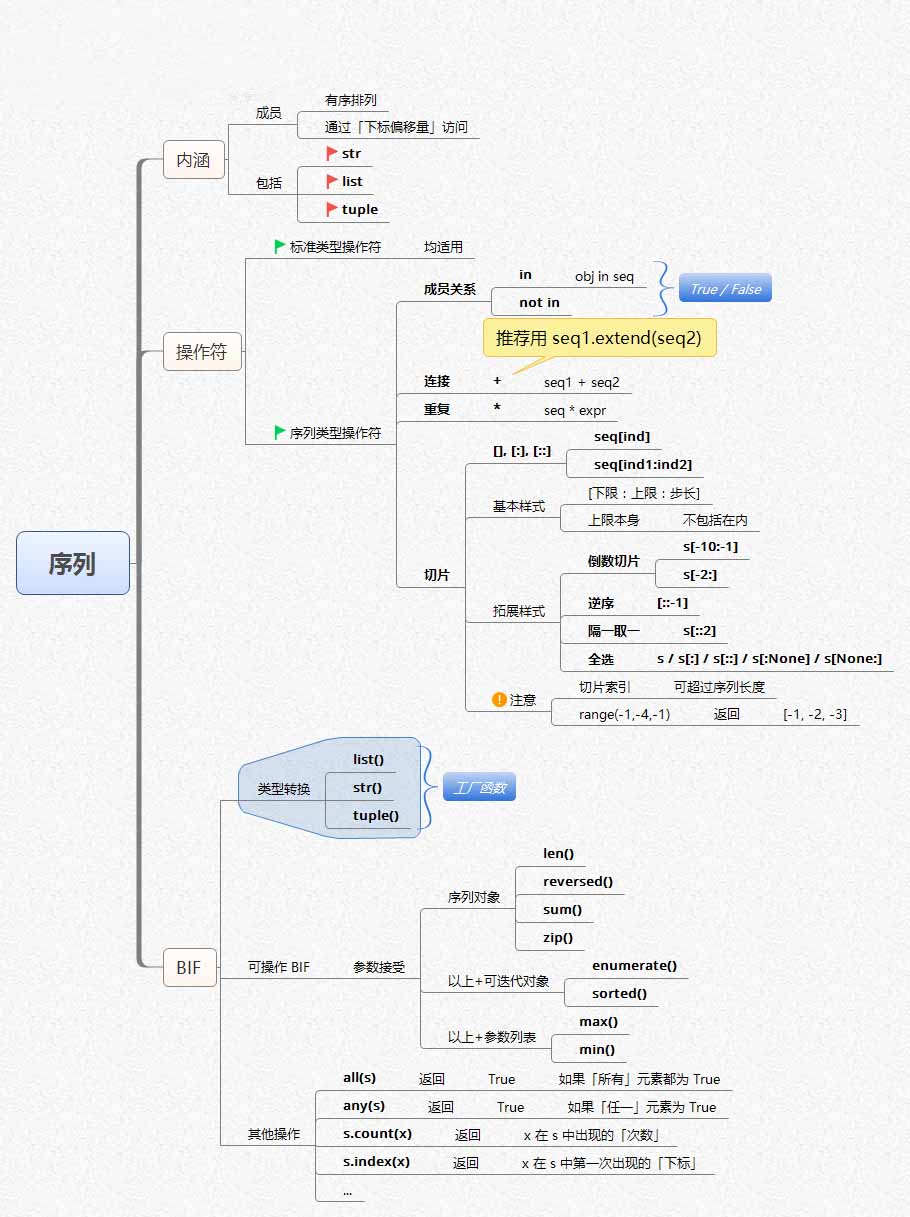 序列
内涵
成员
有序排列
通过「下标偏移量」访问
包括
str
list
tuple
操作符
标准类型操作符 均适用
序列类型操作符
成员关系
in obj in seq
not in
True / False
推荐用 seq1.extend(seq2)
连接 + seq1 + seq2
重复 * seq * expr
切片
[], [:], [::]
seq[ind]
seq[ind1:ind2]
基本样式
[下限：上限：步长]
上限本身 不包括在内
拓展样式
倒数切片
s[-10:-1]
s[-2:]
逆序 [::-1]
隔一取一 s[::2]
全选 s / s[:] / s[::] / s[:None] / s[None:]
注意
切片索引 可超过序列长度
range(-1,-4,-1) 返回 [-1, -2, -3]
BIF
类型转换
list()
str()
tuple()
工厂函数
可操作 BIF 参数接受
序列对象
len()
reversed()
sum()
zip()
以上+可迭代对象
enumerate()
sorted()
以上+参数列表
max()
min()
其他操作
all(s) 返回 True 如果「所有」元素都为 True
any(s) 返回 True 如果「任一」元素为 True
s.count(x) 返回 x 在 s 中出现的「次数」
s.index(x) 返回 x 在 s 中第一次出现的「下标」
...